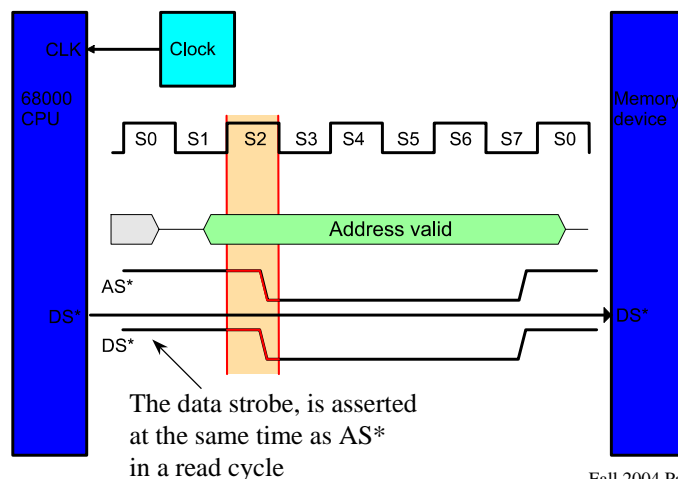 CLK
Clock
68000
CPU
Memory
device
S0 S1 S2 S3 S4 S5 S6 S7 S0
Address valid
AS*
DS*
DS*
DS*
The data strobe, is asserted
at the same time as AS*
in a read cycle
Fall 2004